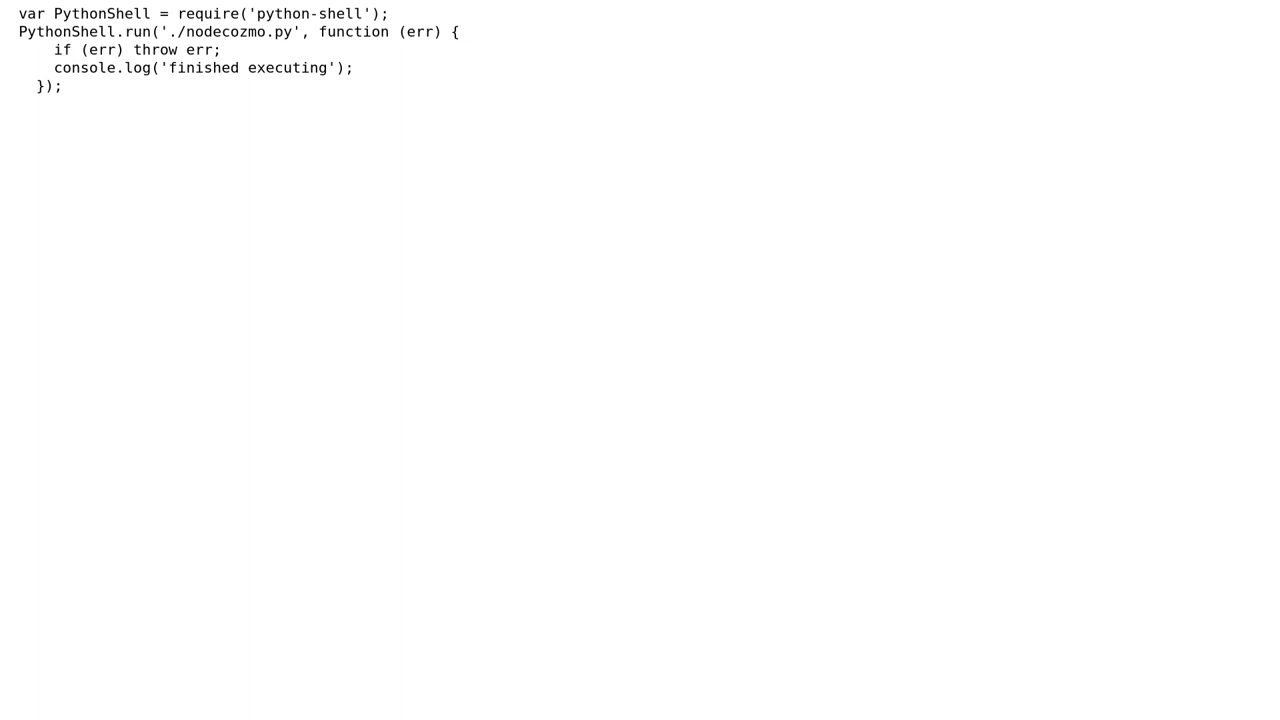 var PythonShell = require('python-shell');
PythonShell.run('./nodecozmo.py', function (err) {
    if (err) throw err;
    console.log('finished executing');
  });